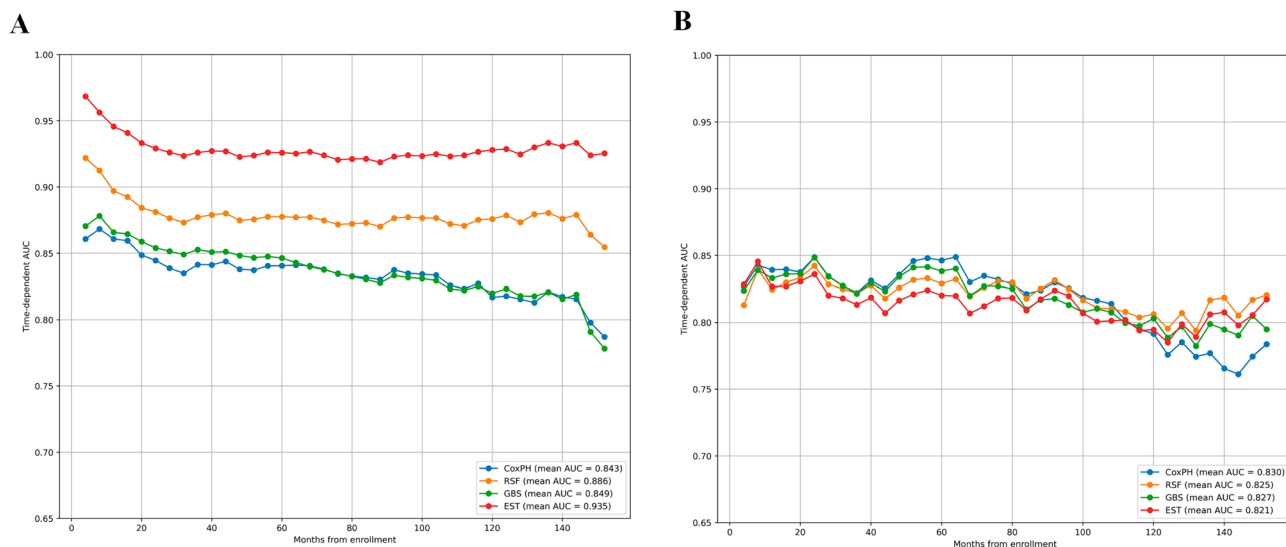 A
1.00
0.95
0.90
0.85
0.80
0.75
0.70
0.65
Time-dependent AUC
0 20 40 60 80 100 120 140
Months from enrollment
CoxPH (mean AUC = 0.843)
RSF (mean AUC = 0.886)
GBS (mean AUC = 0.849)
EST (mean AUC = 0.935)
B
1.00
0.95
0.90
0.85
0.80
0.75
0.70
0.65
Time-dependent AUC
0 20 40 60 80 100 120 140
Months from enrollment
CoxPH (mean AUC = 0.830)
RSF (mean AUC = 0.825)
GBS (mean AUC = 0.827)
EST (mean AUC = 0.821)